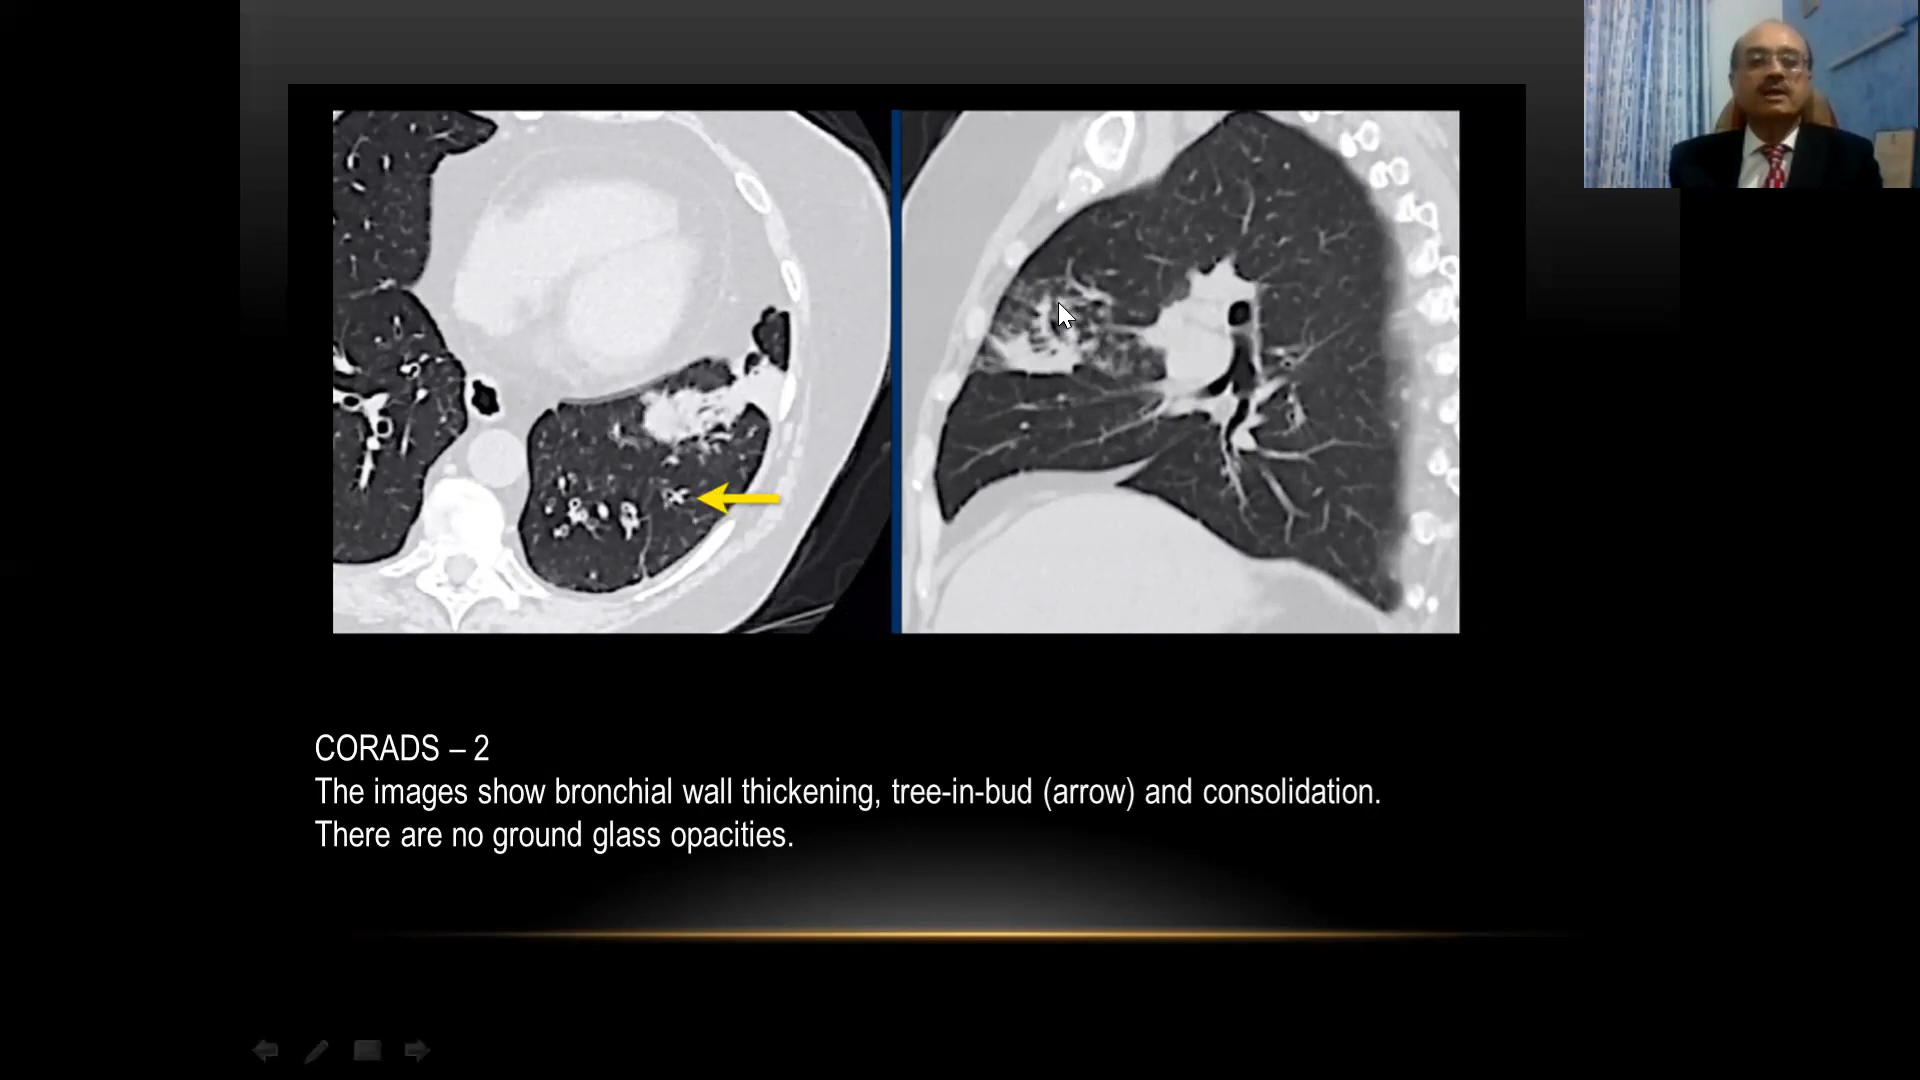 CORADS – 2
The images show bronchial wall thickening, tree-in-bud (arrow) and consolidation.
There are no ground glass opacities.